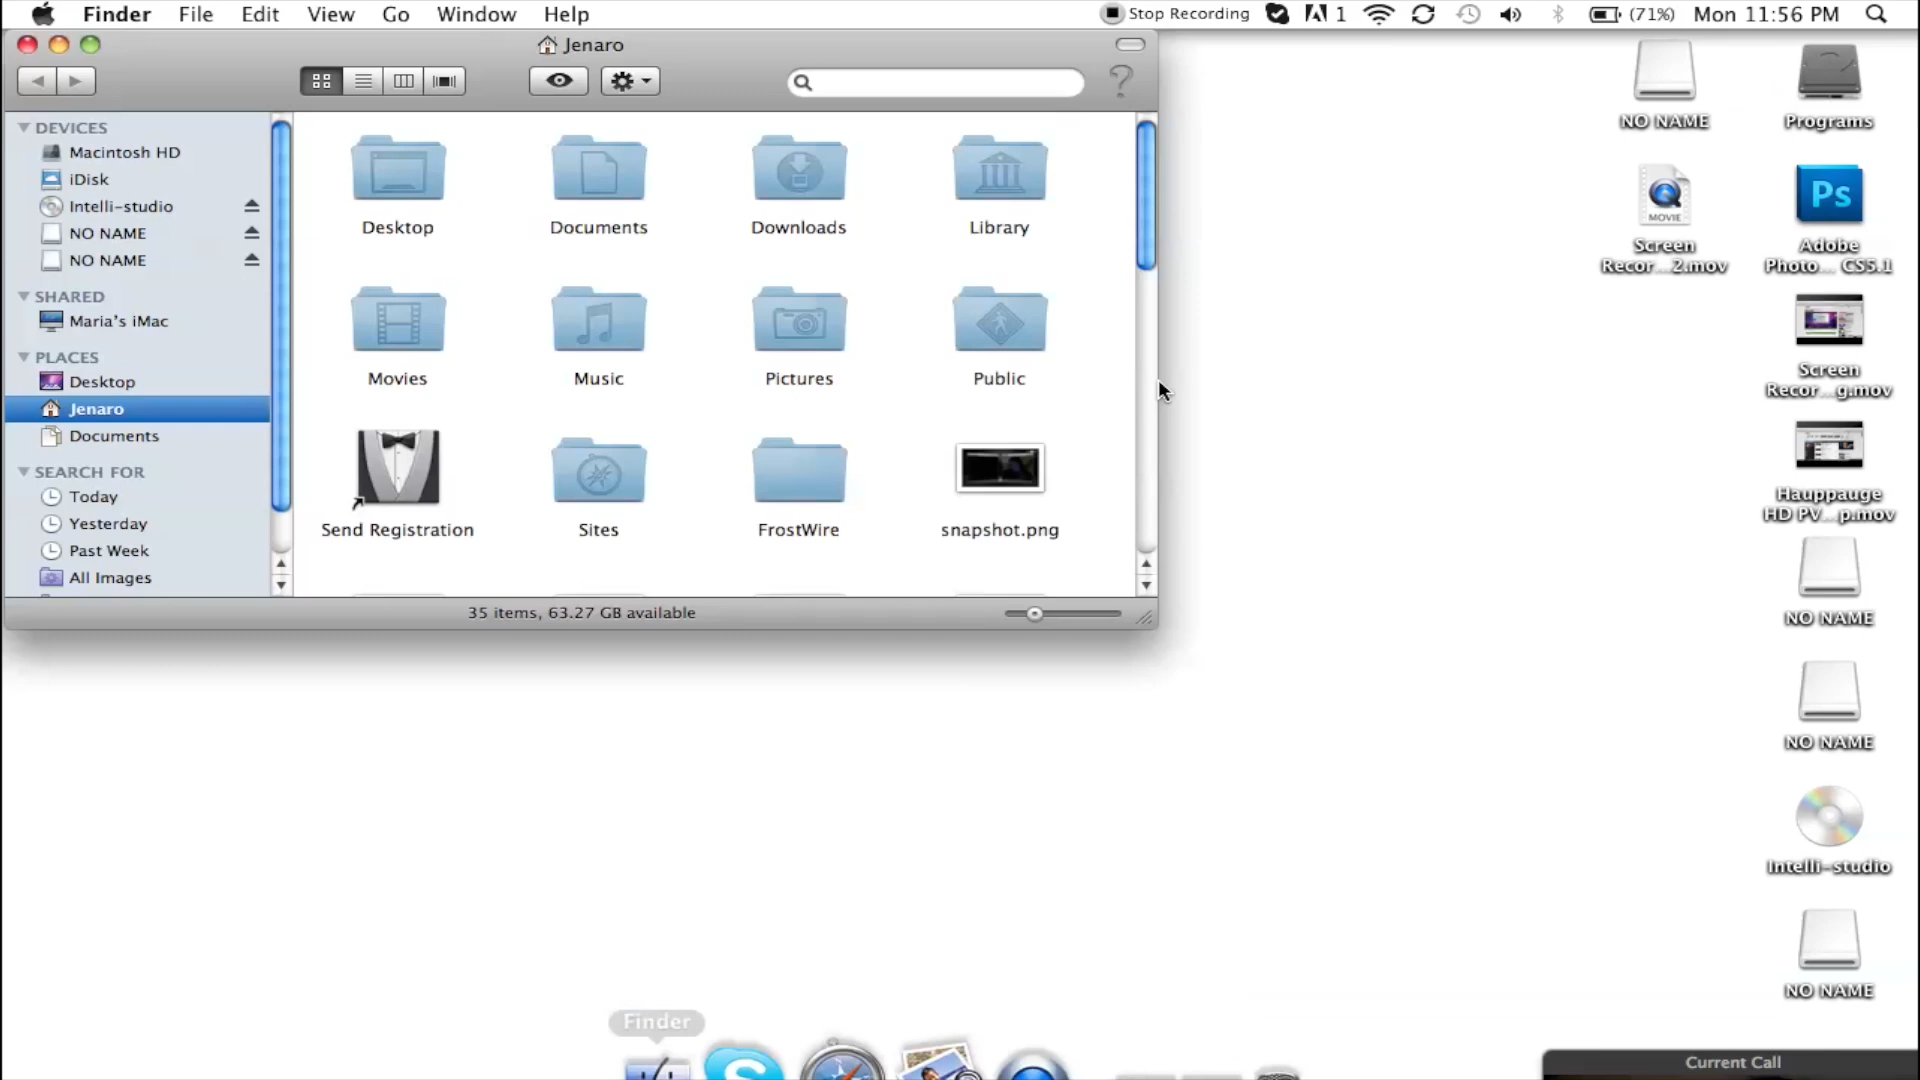 Finder File Edit View Go Window Help Stop Recording 1 (71%) Mon 11:56 PM
Jenaro
DEVICES
Macintosh HD
iDisk
Intelli-studio
NO NAME
NO NAME
SHARED
Maria's iMac
PLACES
Desktop
Jenaro
Documents
SEARCH FOR
Today
Yesterday
Past Week
All Images
Desktop Documents Downloads Library
Movies Music Pictures Public
Send Registration Sites FrostWire snapshot.png
35 items, 63.27 GB available
NO NAME
Programs
MOVIE
Screen
Recor...2.mov
Ps
Adobe
Photo... CS5.1
Screen
Recor...g.mov
Hauppauge
HD PV...p.mov
NO NAME
NO NAME
Intelli-studio
NO NAME
Finder
Current Call